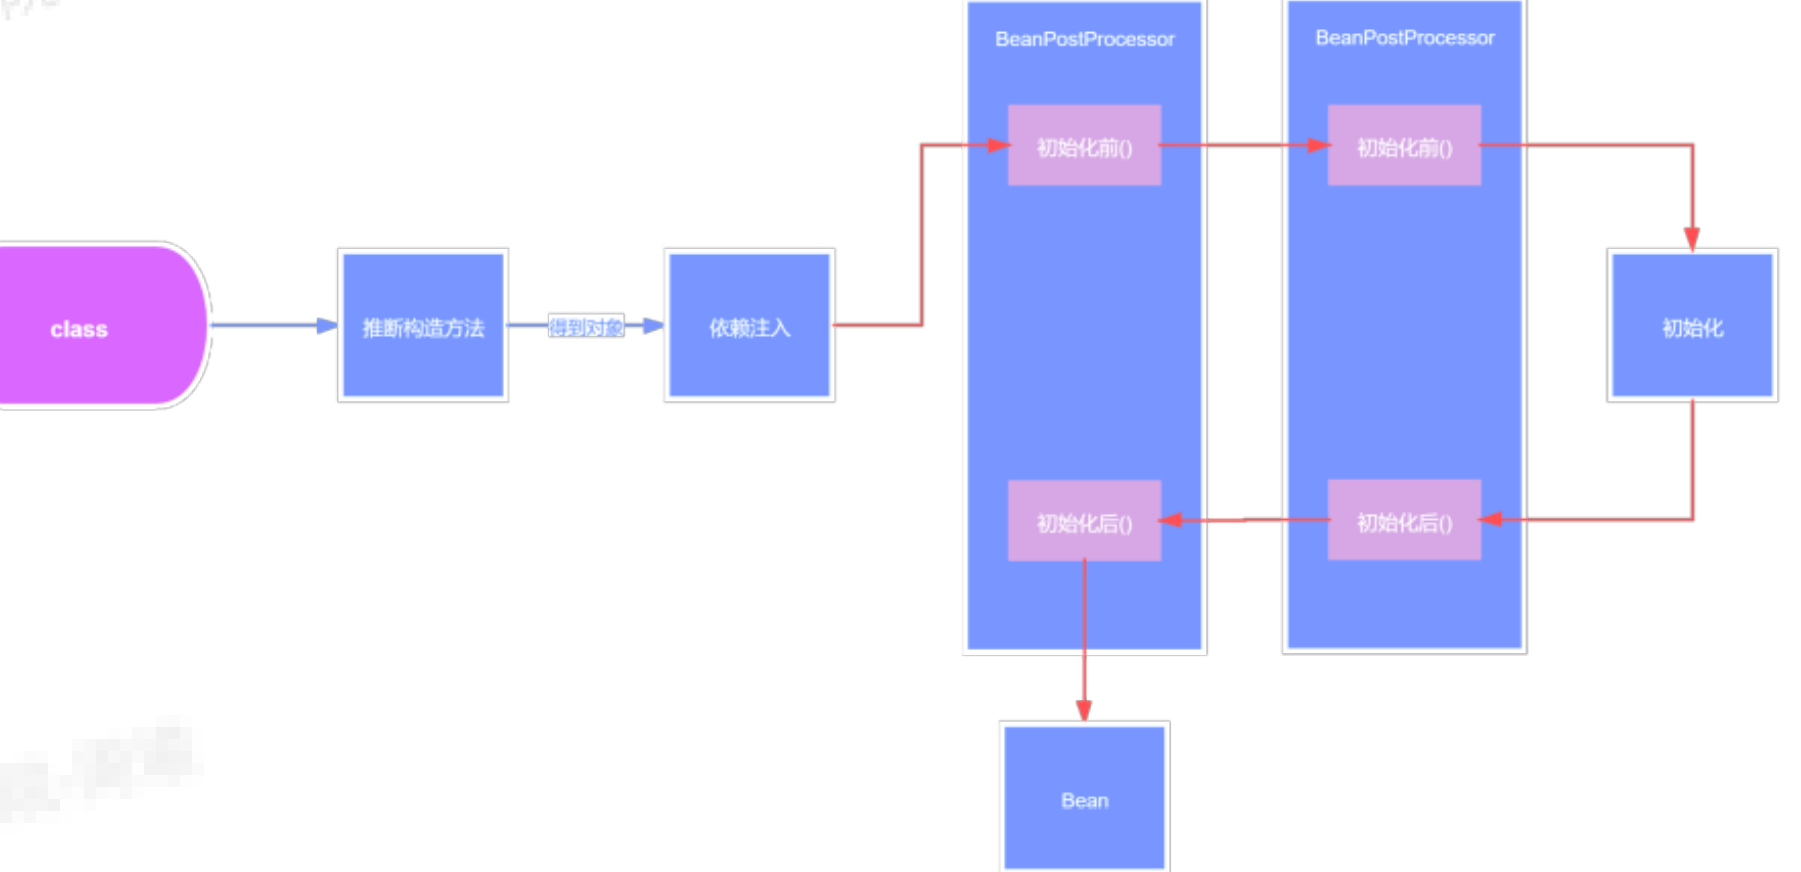 BeanPostProcessor
BeanPostProcessor
初始化前()
初始化前()
class
推断构造方法
得到对象
依赖注入
初始化
初始化后()
初始化后()
Bean